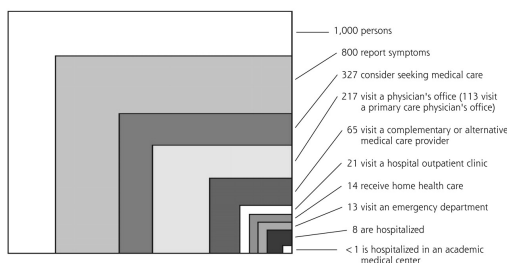 1,000 persons
800 report symptoms
327 consider seeking medical care
217 visit a physician's office (113 visit
a primary care physician's office)
65 visit a complementary or alternative
medical care provider
21 visit a hospital outpatient clinic
14 receive home health care
13 visit an emergency department
8 are hospitalized
<1 is hospitalized in an academic
medical center